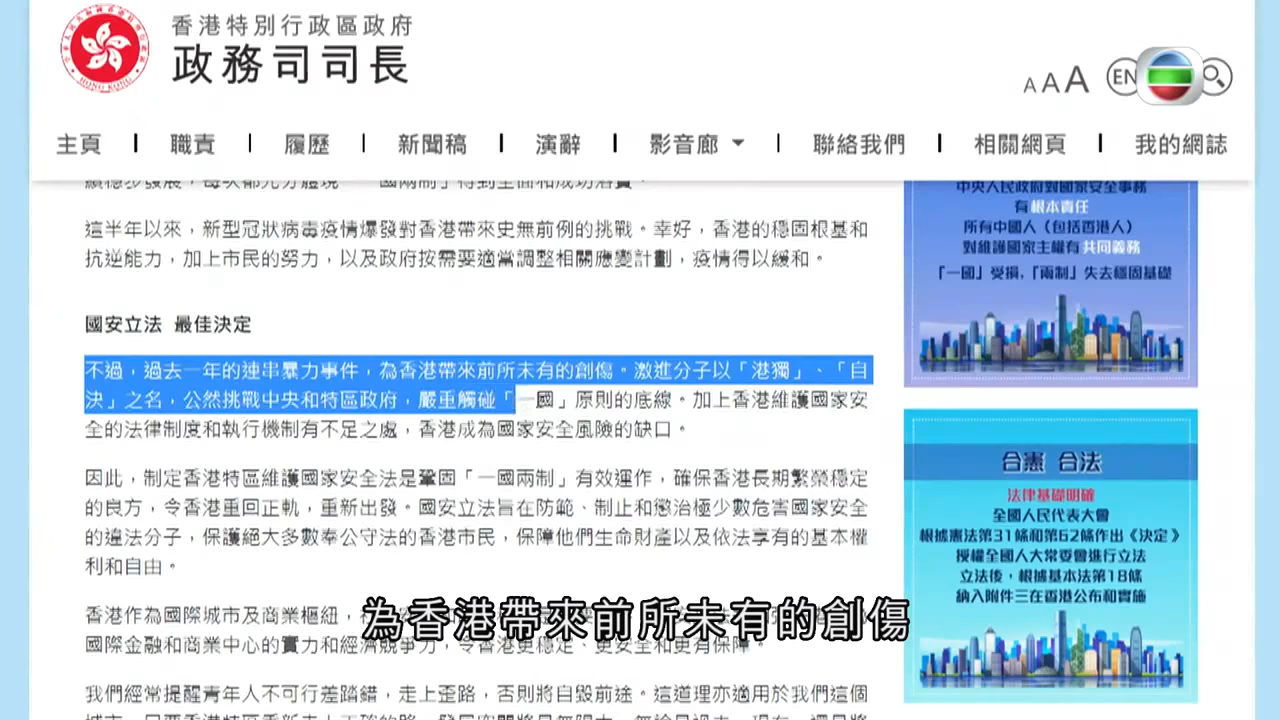 香港特別行政區政府
政務司司長
A A A EN
主頁 職責 履歷 新聞稿 演辭 影音廊 聯絡我們 相關網頁 我的網誌
這半年以來，新型冠狀病毒疫情爆發對香港帶來史無前例的挑戰。幸好，香港的穩固根基和
抗逆能力，加上市民的努力，以及政府按需要適當調整相關應變計劃，疫情得以緩和。
國安立法 最佳決定
不過，過去一年的連串暴力事件，為香港帶來前所未有的創傷。激進分子以「港獨」、「自
決」之名，公然挑戰中央和特區政府，嚴重觸碰「一國」原則的底線。加上香港維護國家安
全的法律制度和執行機制有不足之處，香港成為國家安全風險的缺口。
因此，制定香港特區維護國家安全法是鞏固「一國兩制」有效運作，確保香港長期繁榮穩定
的良方，令香港重回正軌，重新出發。國安立法旨在防範、制止和懲治極少數危害國家安全
的違法分子，保護絕大多數奉公守法的香港市民，保障他們生命財產以及依法享有的基本權
利和自由。
香港作為國際城市及商業樞紐，
國際金融和商業中心的實力和經濟競爭力，令香港更穩定、更安全和更有保障。
我們經常提醒青年人不可行差踏錯，走上歪路，否則將自毀前途。這道理亦適用於我們這個
中央人民政府對國家安全事務
有根本責任
所有中國人（包括香港人）
對維護國家主權有共同義務
「一國」受損，「兩制」失去穩固基礎
合憲 合法
法律基礎明確
全國人民代表大會
根據憲法第31條和第62條作出《決定》
授權全國人大常委會進行立法
立法後，根據基本法第18條
納入附件三在香港公布和實施
為香港帶來前所未有的創傷